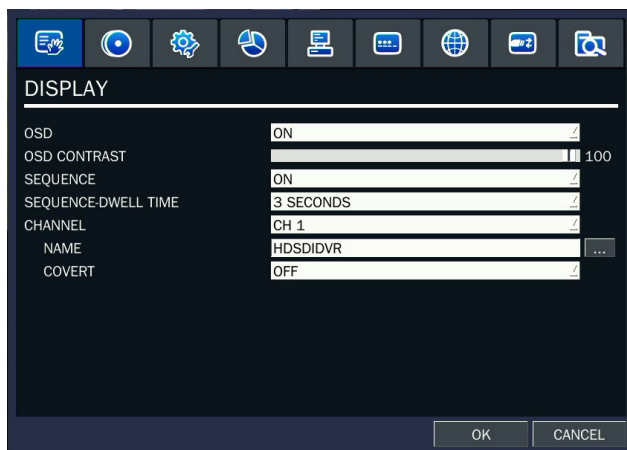 DISPLAY
OSD ON
OSD CONTRAST 100
SEQUENCE ON
SEQUENCE-DWELL TIME 3 SECONDS
CHANNEL CH 1
NAME HDSDIDVR ...
COVERT OFF
OK CANCEL